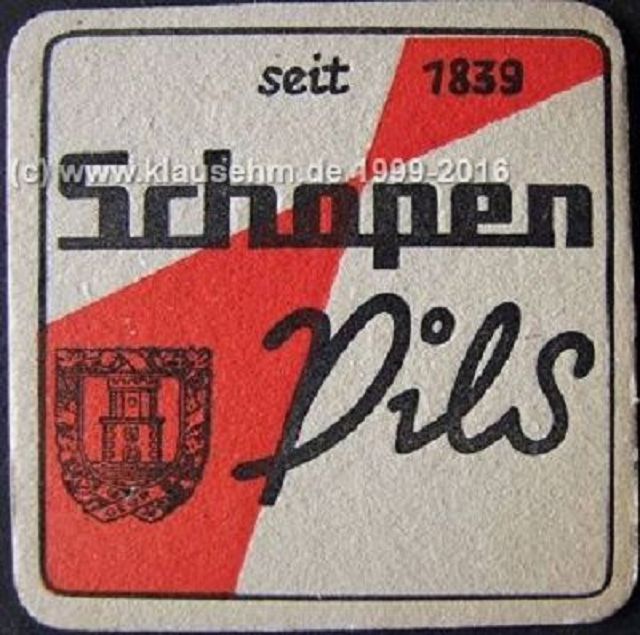 seit 1839
Schopen
(c) www.klausehm.de 1999-2016
Pils